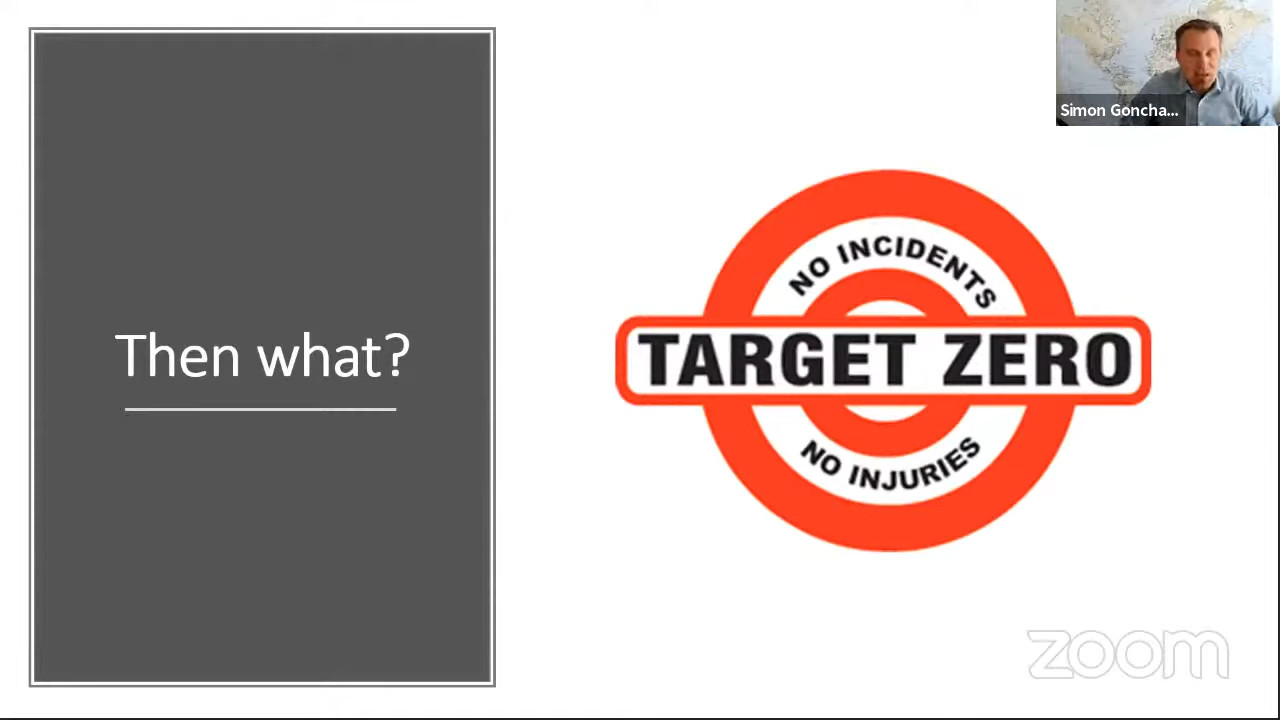 Simon Goncha...
Then what?
NO INCIDENTS
TARGET ZERO
NO INJURIES
zoom